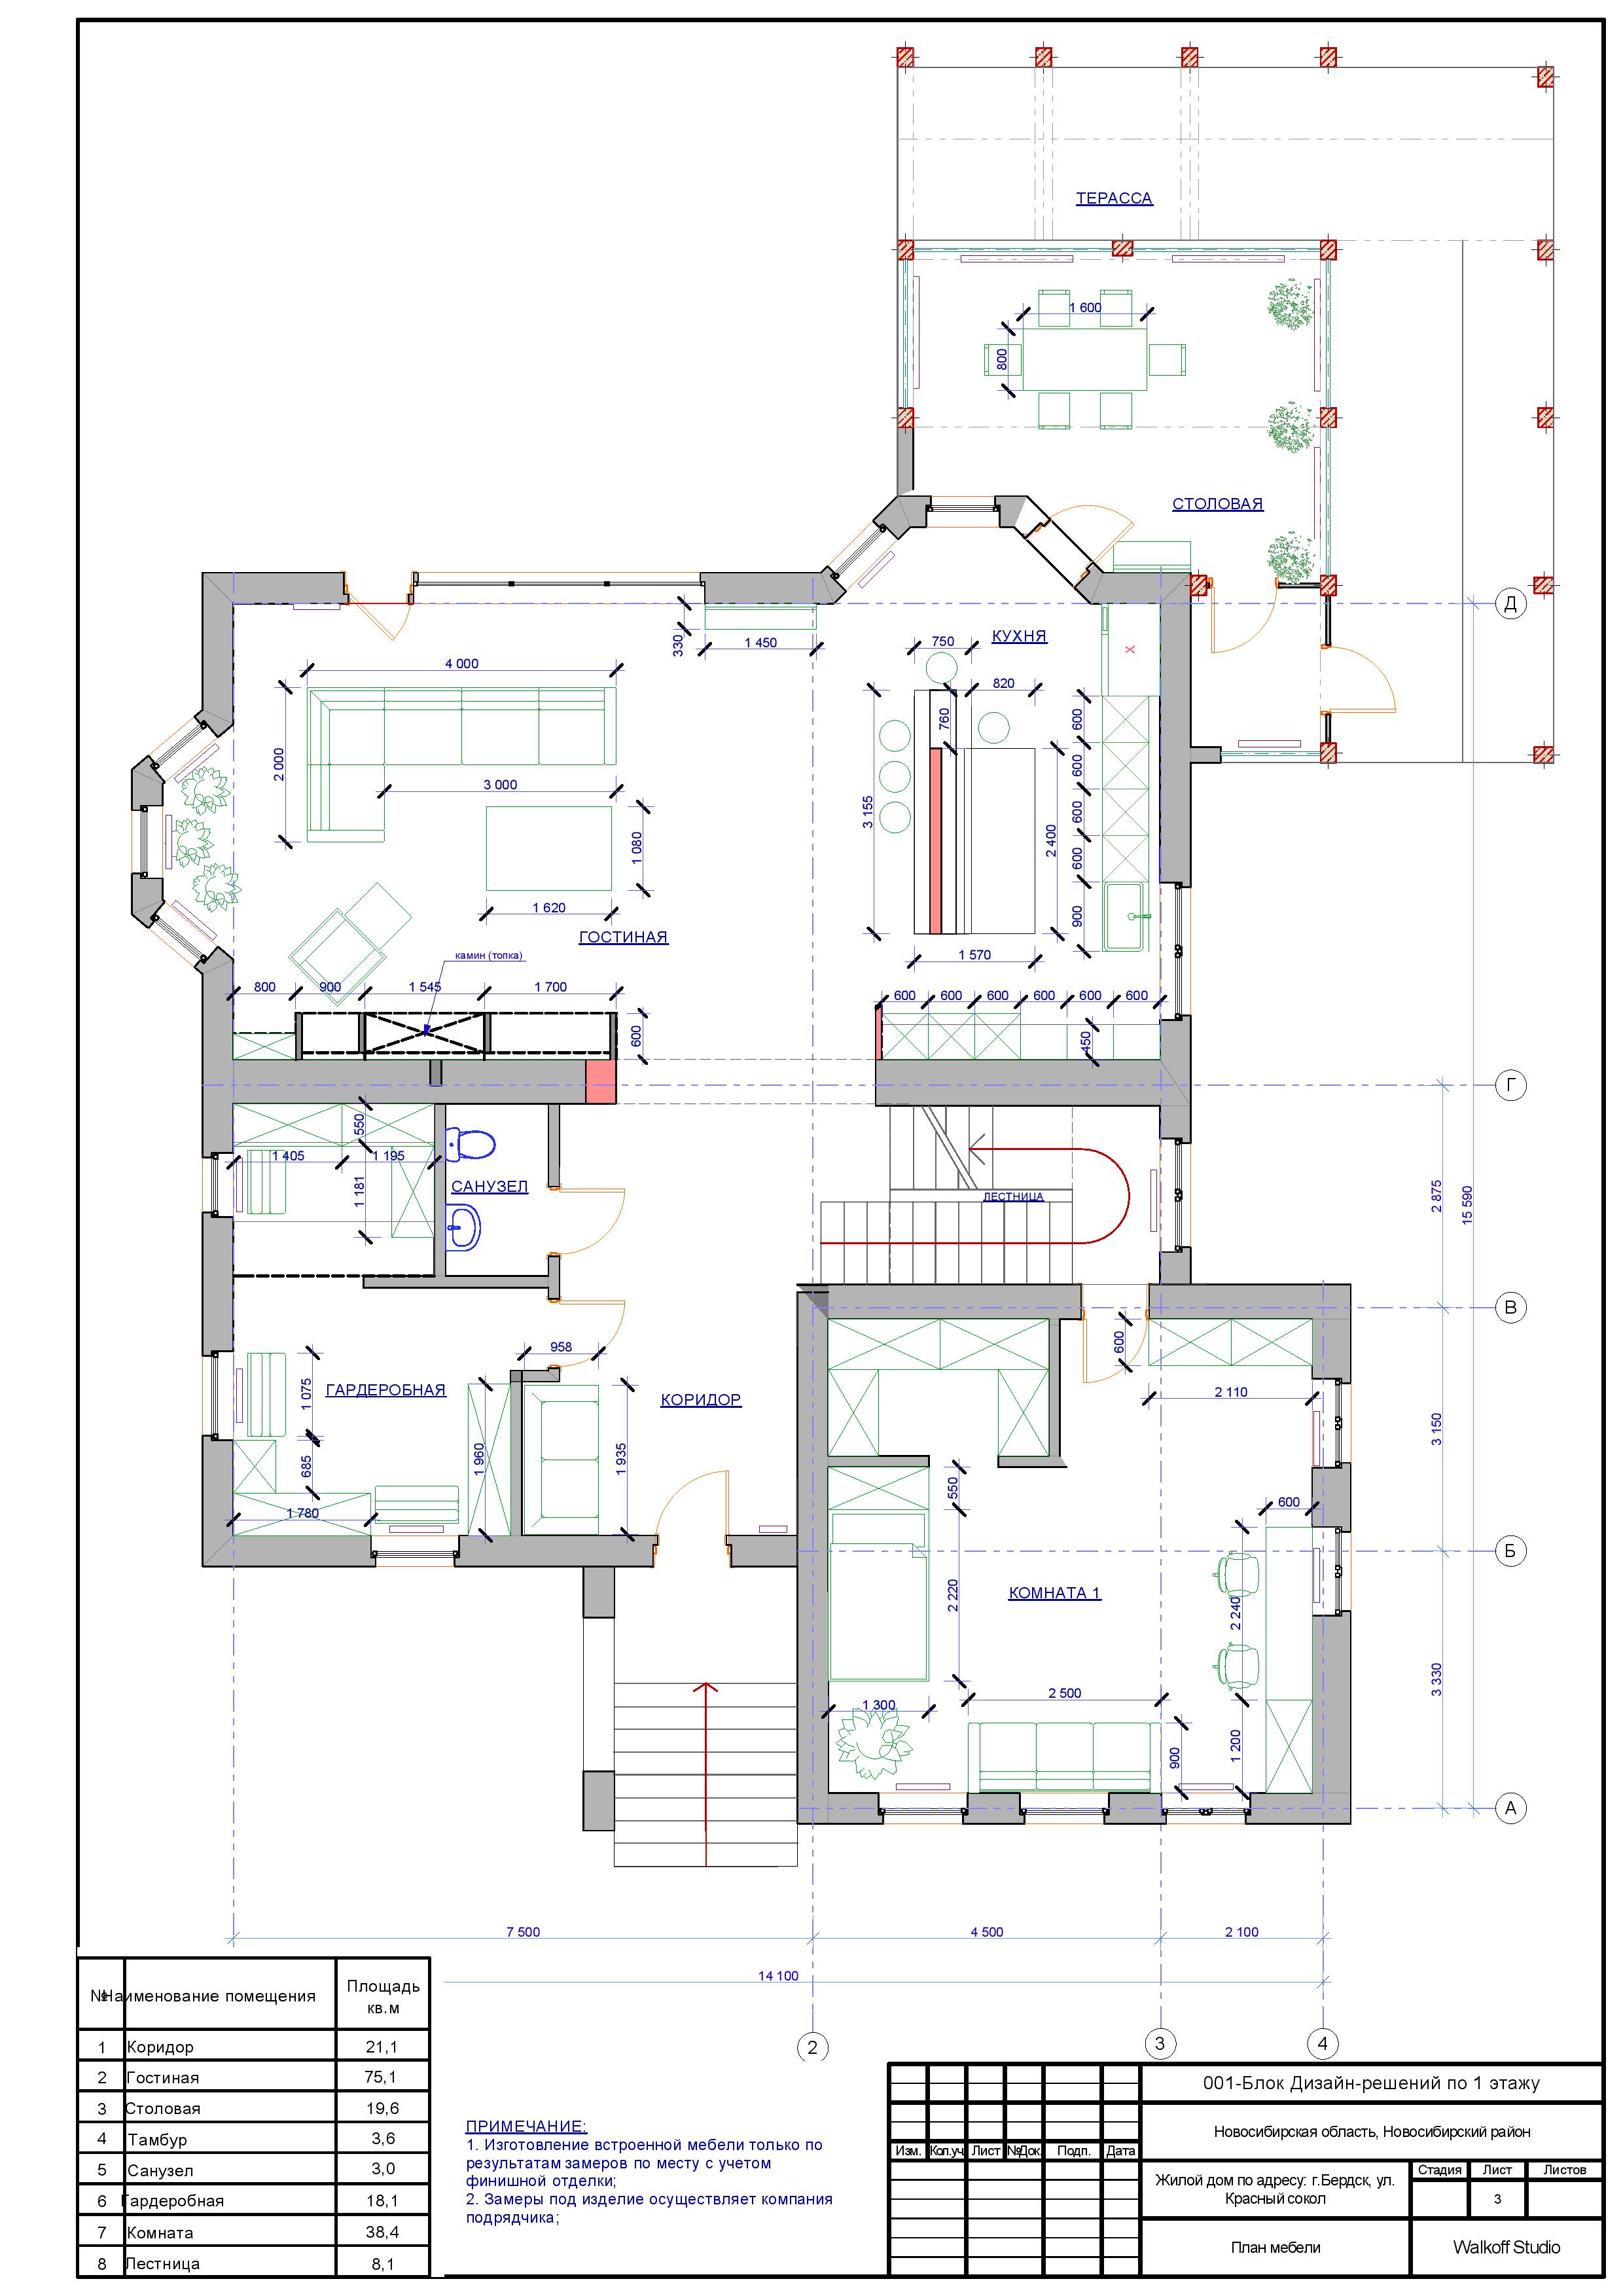 ТЕРАССА
1 600
800
СТОЛОВАЯ
Д
КУХНЯ
330
1 450
750
820
760
4 000
2 000
3 000
1 080
1 620
ГОСТИНАЯ
3 155
2 400
600
600
600
600
900
1 570
камин (топка)
800
900
1 545
1 700
600
600
600
600
600
600
600
450
Г
550
1 405
1 195
1 181
САНУЗЕЛ
ЛЕСТНИЦА
2 875
15 590
В
958
600
1 075
ГАРДЕРОБНАЯ
КОРИДОР
2 110
3 150
685
1 960
1 935
1 780
550
600
Б
2 220
КОМНАТА 1
2 240
3 330
1 300
2 500
900
1 200
А
7 500
4 500
2 100
14 100
2
3
4
№ Наименование помещения Площадь кв.м
1 Коридор 21,1
2 Гостиная 75,1
3 Столовая 19,6
4 Тамбур 3,6
5 Санузел 3,0
6 Гардеробная 18,1
7 Комната 38,4
8 Лестница 8,1
ПРИМЕЧАНИЕ:
1. Изготовление встроенной мебели только по
результатам замеров по месту с учетом
финишной отделки;
2. Замеры под изделие осуществляет компания
подрядчика;
001-Блок Дизайн-решений по 1 этажу
Новосибирская область, Новосибирский район
Изм. Кол.уч Лист №Док. Подп. Дата
Жилой дом по адресу: г.Бердск, ул.
Красный сокол
Стадия Лист Листов
3
План мебели
Walkoff Studio